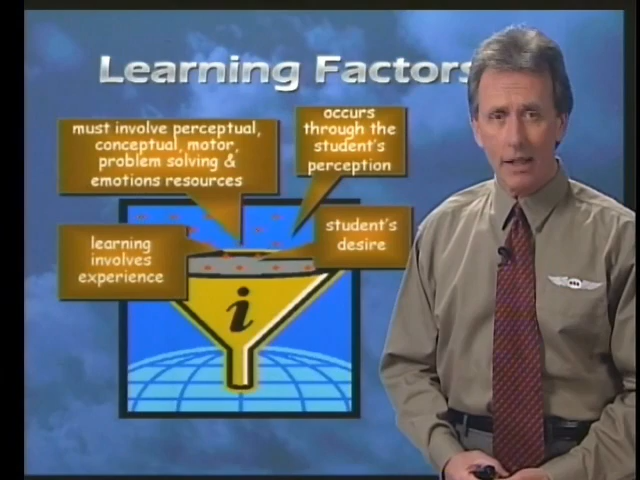 Learning Factors
must involve perceptual,
conceptual, motor,
problem solving &
emotions resources
occurs
through the
student's
perception
learning
involves
experience
student's
desire
i